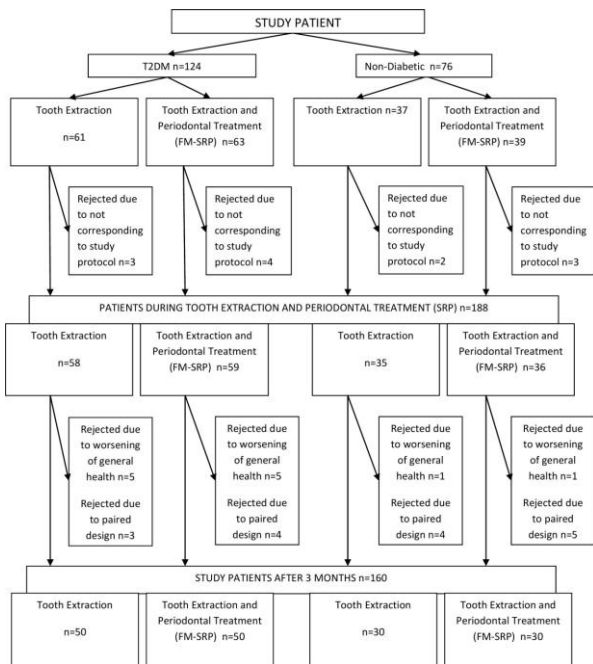 STUDY PATIENT
T2DM n=124
Non-Diabetic n=76
Tooth Extraction
n=61
Tooth Extraction and
Periodontal Treatment
(FM-SRP) n=63
Tooth Extraction n=37
Tooth Extraction and
Periodontal Treatment
(FM-SRP) n=39
Rejected due
to not
corresponding
to study
protocol n=3
Rejected due
to not
corresponding
to study
protocol n=4
Rejected due
to not
corresponding
to study
protocol n=2
Rejected due
to not
corresponding
to study
protocol n=3
PATIENTS DURING TOOTH EXTRACTION AND PERIODONTAL TREATMENT (SRP) n=188
Tooth Extraction
n=58
Tooth Extraction and
Periodontal Treatment
(FM-SRP) n=59
Tooth Extraction
n=35
Tooth Extraction and
Periodontal Treatment
(FM-SRP) n=36
Rejected due
to worsening
of general
health n=5
Rejected due
to paired
design n=3
Rejected due
to worsening
of general
health n=5
Rejected due
to paired
design n=4
Rejected due
to worsening
of general
health n=1
Rejected due
to paired
design n=4
Rejected due
to worsening
of general
health n=1
Rejected due
to paired
design n=5
STUDY PATIENTS AFTER 3 MONTHS n=160
Tooth Extraction
n=50
Tooth Extraction and
Periodontal Treatment
(FM-SRP) n=50
Tooth Extraction
n=30
Tooth Extraction and
Periodontal Treatment
(FM-SRP) n=30